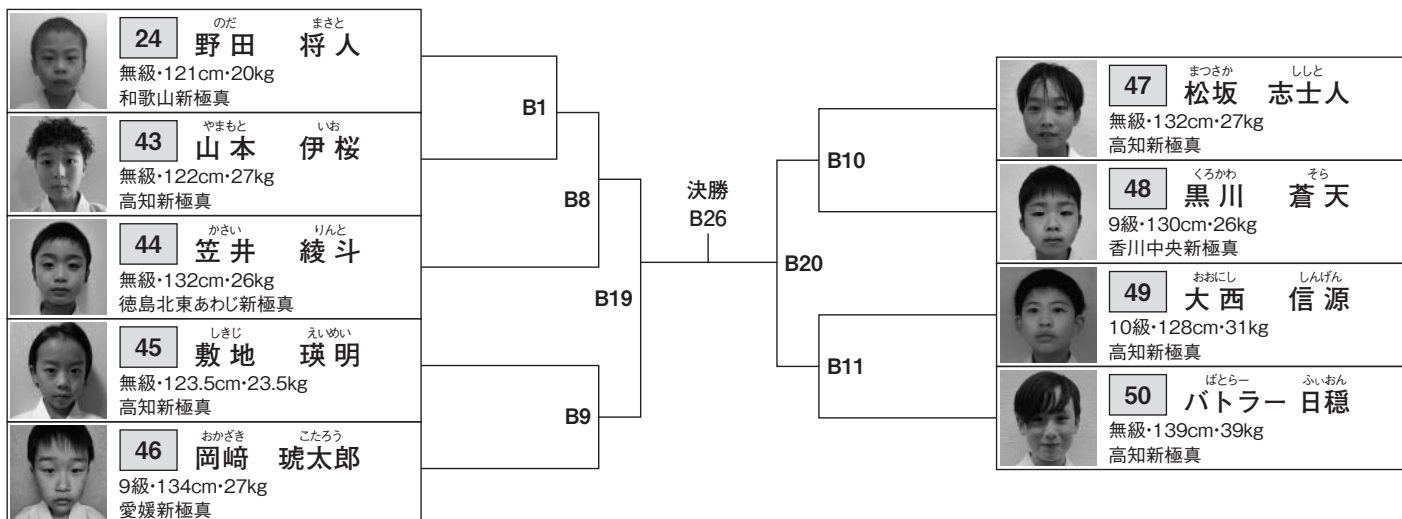 のだ まさと
24 野田 将人
無級・121cm・20kg
和歌山新極真
やまもと いお
43 山本 伊桜
無級・122cm・27kg
高知新極真
かさい りんと
44 笠井 綾斗
無級・132cm・26kg
徳島北東あわじ新極真
しきじ えいめい
45 敷地 瑛明
無級・123.5cm・23.5kg
高知新極真
おかざき こたろう
46 岡﨑 琥太郎
9級・134cm・27kg
愛媛新極真
B1
B8
B9
B19
決勝
B26
B20
B10
B11
まつさか ししと
47 松坂 志士人
無級・132cm・27kg
高知新極真
くろかわ そら
48 黒川 蒼天
9級・130cm・26kg
香川中央新極真
おおにし しんげん
49 大西 信源
10級・128cm・31kg
高知新極真
ばとらー ふぃおん
50 バトラー 日穏
無級・139cm・39kg
高知新極真